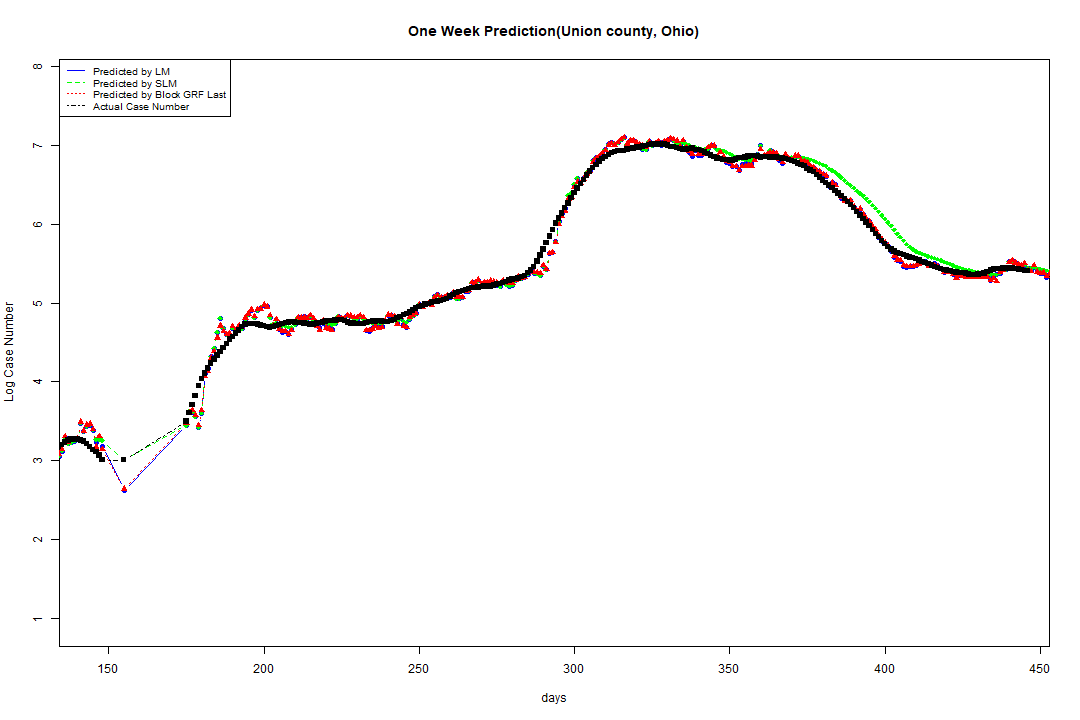 One Week Prediction(Union county, Ohio)
Predicted by LM
Predicted by SLM
Predicted by Block GRF Last
Actual Case Number
8
7
6
5
4
3
2
1
Log Case Number
150 200 250 300 350 400 450
days